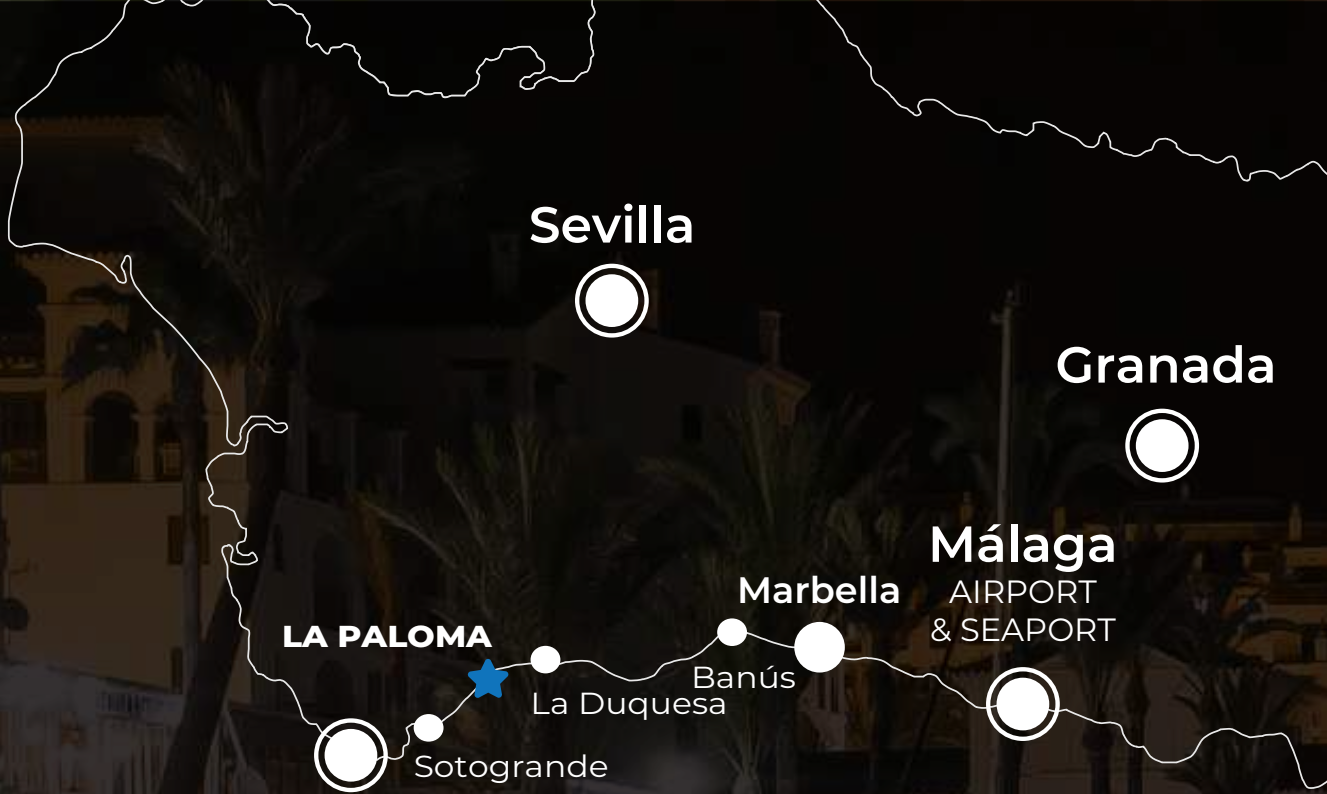 Sevilla
Granada
Málaga
AIRPORT
& SEAPORT
Marbella
LA PALOMA
Banús
La Duquesa
Sotogrande